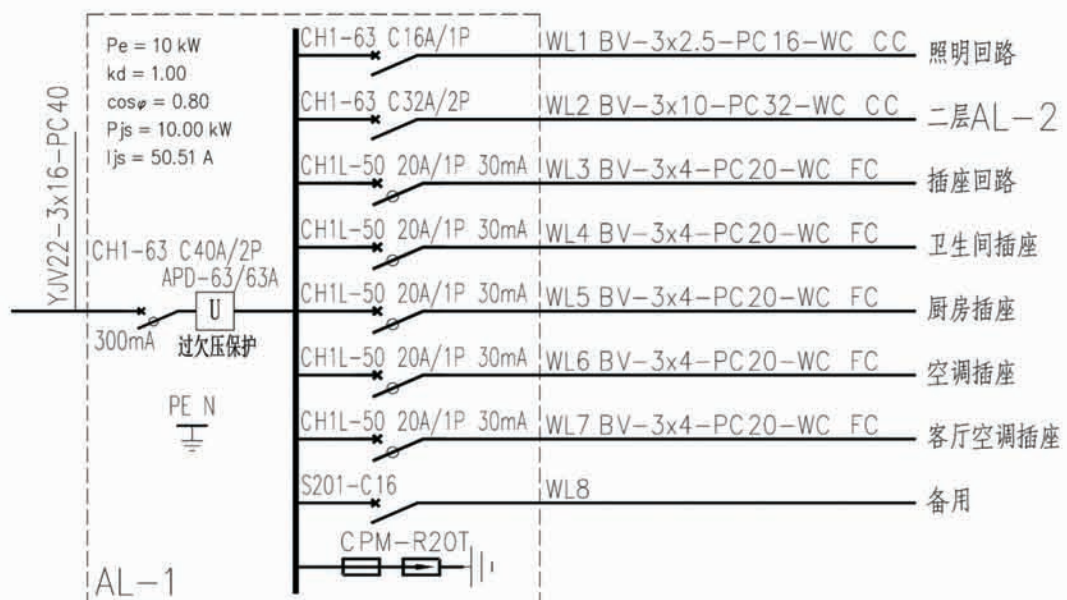 Pe = 10 kW
kd = 1.00
cosφ = 0.80
Pjs = 10.00 kW
Ijs = 50.51 A
YJV22-3x16-PC40
CH1-63 C40A/2P
APD-63/63A
U
300mA
过欠压保护
PE N
AL-1
CH1-63 C16A/1P WL1 BV-3x2.5-PC16-WC CC 照明回路
CH1-63 C32A/2P WL2 BV-3x10-PC32-WC CC 二层AL-2
CH1L-50 20A/1P 30mA WL3 BV-3x4-PC20-WC FC 插座回路
CH1L-50 20A/1P 30mA WL4 BV-3x4-PC20-WC FC 卫生间插座
CH1L-50 20A/1P 30mA WL5 BV-3x4-PC20-WC FC 厨房插座
CH1L-50 20A/1P 30mA WL6 BV-3x4-PC20-WC FC 空调插座
CH1L-50 20A/1P 30mA WL7 BV-3x4-PC20-WC FC 客厅空调插座
S201-C16 WL8 备用
CPM-R20T